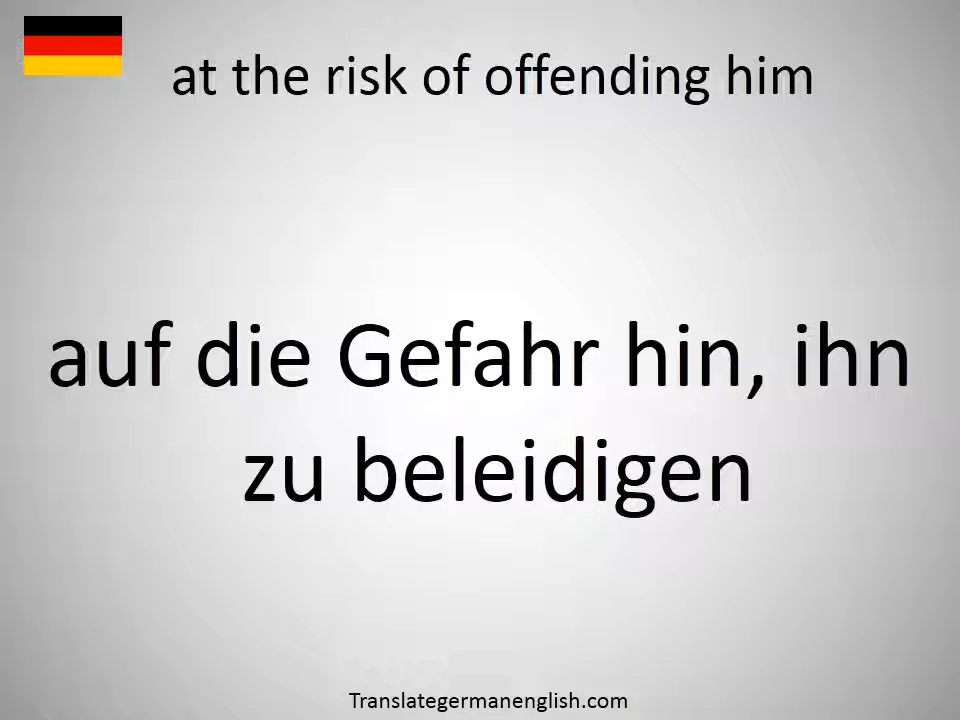 at the risk of offending him
auf die Gefahr hin, ihn
zu beleidigen
Translategermanenglish.com